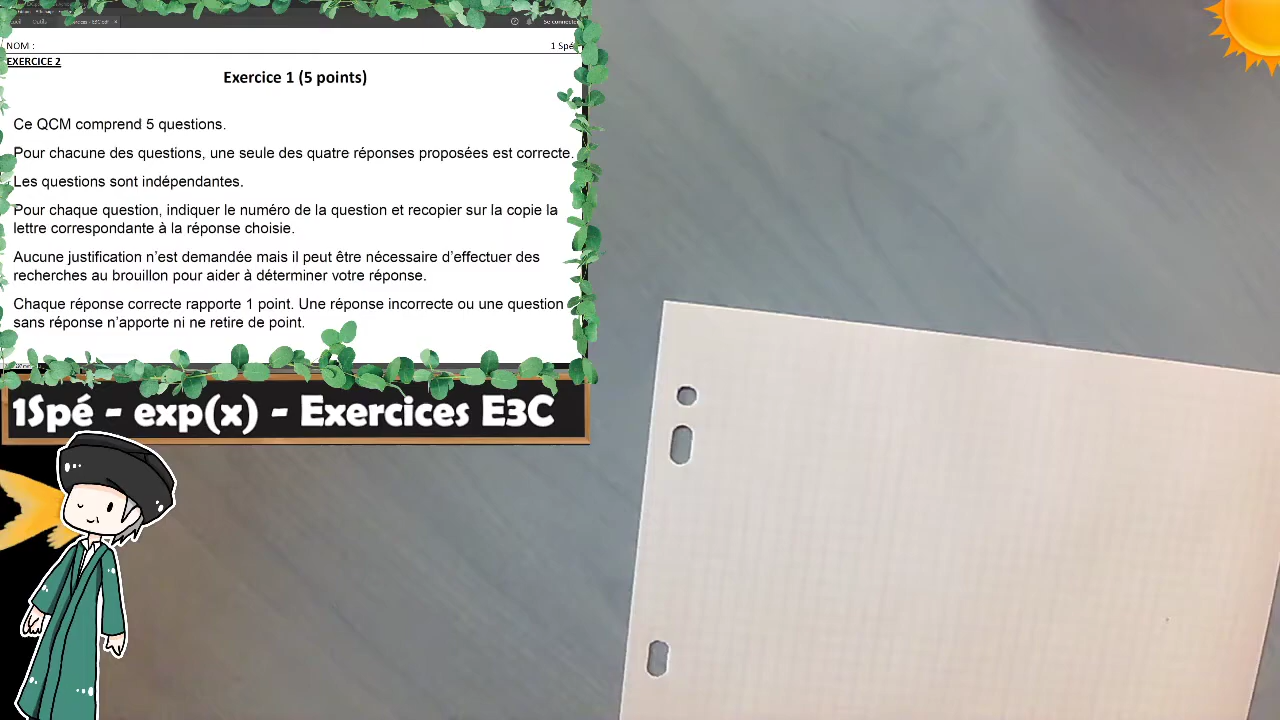 Outils
Se connecter
NOM :
1 Spé
EXERCICE 2
Exercice 1 (5 points)
Ce QCM comprend 5 questions.
Pour chacune des questions, une seule des quatre réponses proposées est correcte.
Les questions sont indépendantes.
Pour chaque question, indiquer le numéro de la question et recopier sur la copie la
lettre correspondante à la réponse choisie.
Aucune justification n’est demandée mais il peut être nécessaire d’effectuer des
recherches au brouillon pour aider à déterminer votre réponse.
Chaque réponse correcte rapporte 1 point. Une réponse incorrecte ou une question
sans réponse n’apporte ni ne retire de point.
1Spé - exp(x) - Exercices E3C